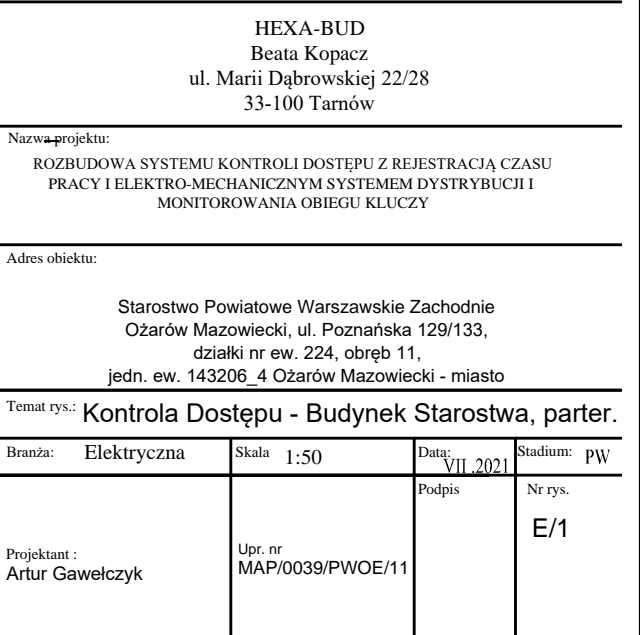 HEXA-BUD
Beata Kopacz
ul. Marii Dąbrowskiej 22/28
33-100 Tarnów
Nazwa projektu:
ROZBUDOWA SYSTEMU KONTROLI DOSTĘPU Z REJESTRACJĄ CZASU
PRACY I ELEKTRO-MECHANICZNYM SYSTEMEM DYSTRYBUCJI I
MONITOROWANIA OBIEGU KLUCZY
Adres obiektu:
Starostwo Powiatowe Warszawskie Zachodnie
Ożarów Mazowiecki, ul. Poznańska 129/133,
działki nr ew. 224, obręb 11,
jedn. ew. 143206_4 Ożarów Mazowiecki - miasto
Temat rys.: Kontrola Dostępu - Budynek Starostwa, parter.
Branża: Elektryczna Skala 1:50 Data: VII .2021 Stadium: PW
Podpis Nr rys.
E/1
Projektant : Upr. nr
Artur Gawełczyk MAP/0039/PWOE/11